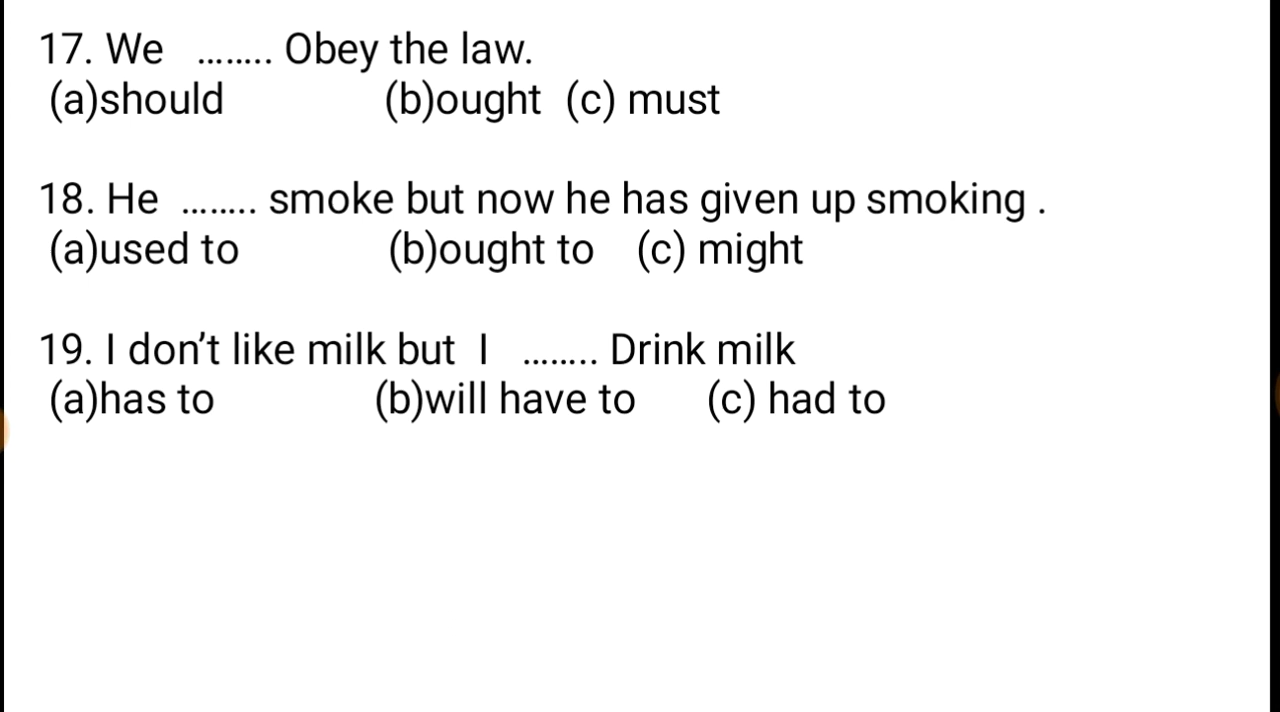 17. We ........ Obey the law.
(a)should (b)ought (c) must
18. He ........ smoke but now he has given up smoking .
(a)used to (b)ought to (c) might
19. I don't like milk but I ........ Drink milk
(a)has to (b)will have to (c) had to